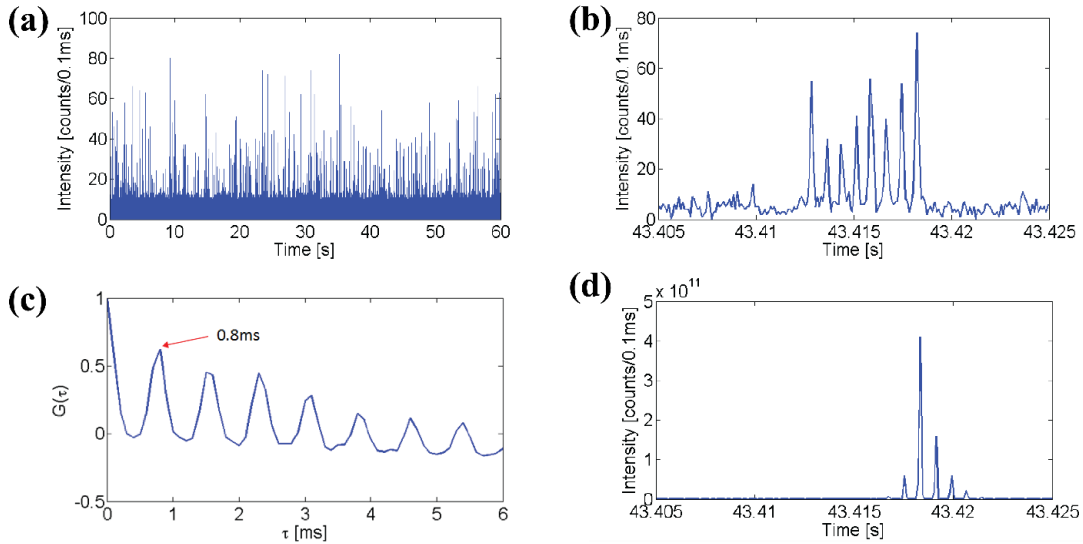 (a)
100
80
60
40
20
0
Intensity [counts/0.1ms]
0 10 20 30 40 50 60
Time [s]
(b)
80
60
40
20
0
Intensity [counts/0.1ms]
43.405 43.41 43.415 43.42 43.425
Time [s]
(c)
1
0.5
0
-0.5
G(τ)
0.8ms
0 1 2 3 4 5 6
τ [ms]
(d)
5 x 10^11
4
3
2
1
0
Intensity [counts/0.1ms]
43.405 43.41 43.415 43.42 43.425
Time [s]